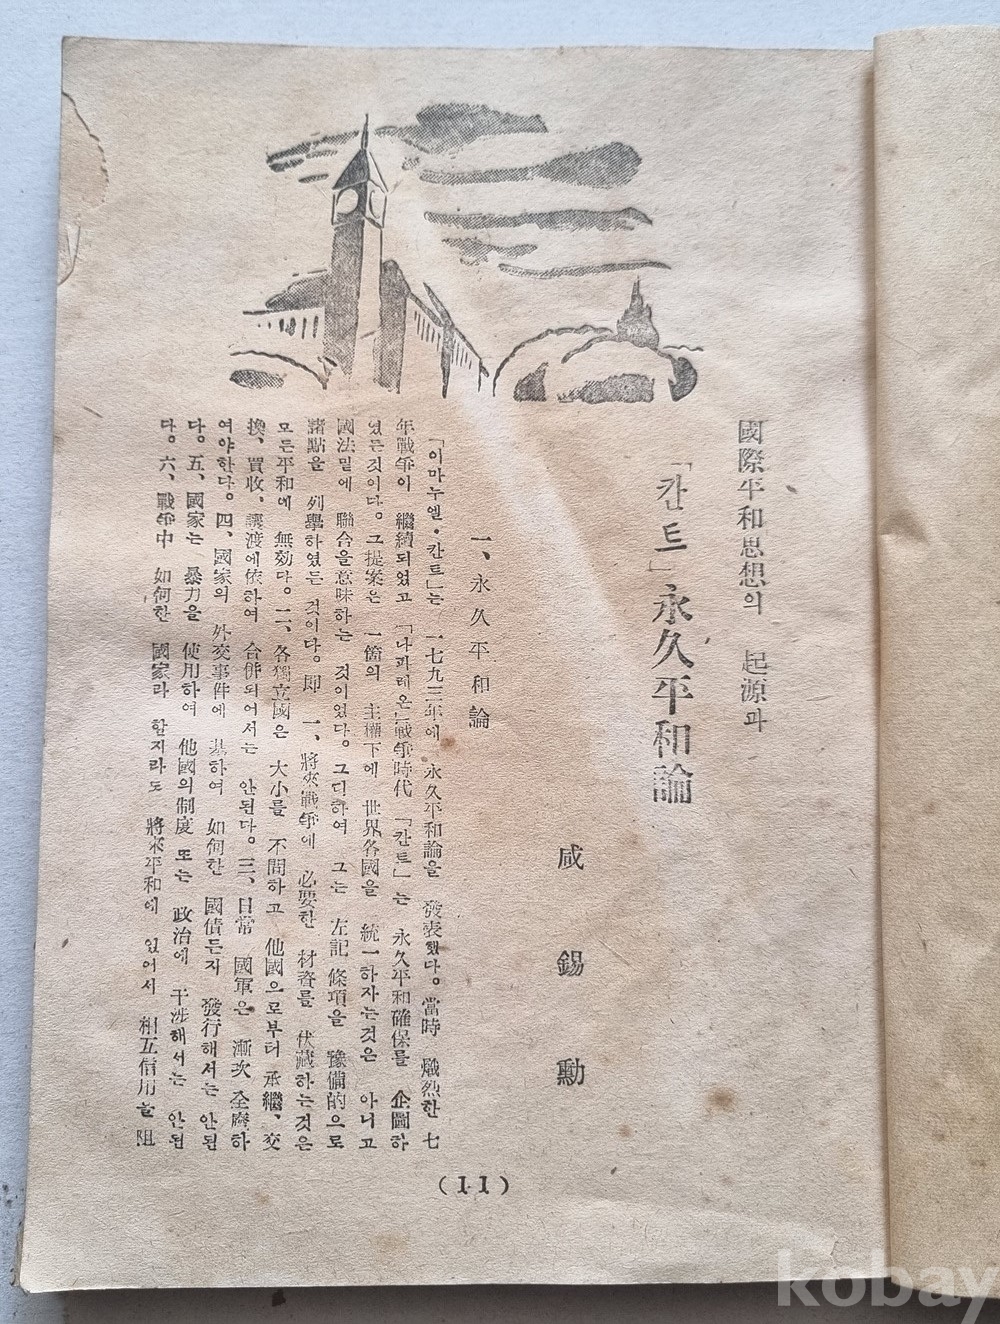 國際平和思想의 起源과
「칸트」永久平和論
咸錫勳
一、永久平和論
「이마누엘·칸트」는 一七九三年에 永久平和論을 發表했다。當時 熾烈한 七
年戰爭이 繼續되었고 「나파레온」戰爭時代 「칸트」는 永久平和確保를 企圖하
였든것이다。그提案은 一箇의 主權下에 世界各國을 統一하자는것은 아니고
國法밑에 聯合을意味하는 것이었다。그디하여 그는 左記 條項을 豫備的으로
諸點을 列擧하였든 것이다。即 一、將來戰爭에 必要한 材資를 伏藏하는것은
모든平和에 無効다。二、各獨立國은 大小를 不問하고 他國으로부터 承繼、交
換、買收、讓渡에依하여 合併되어서는 안된다。三、日常 國軍은 漸次 全廢하
여야한다。四、國家의 外交事件에 基하여 如何한 國債든지 發行해서는 안된
다。五、國家는 暴力을 使用하여 他國의制度 또는 政治에 干涉해서는 안된
다。六、戰爭中 如何한 國家라 할지라도 將來平和에 있어서 相互信用을 阻
(11)
kobay